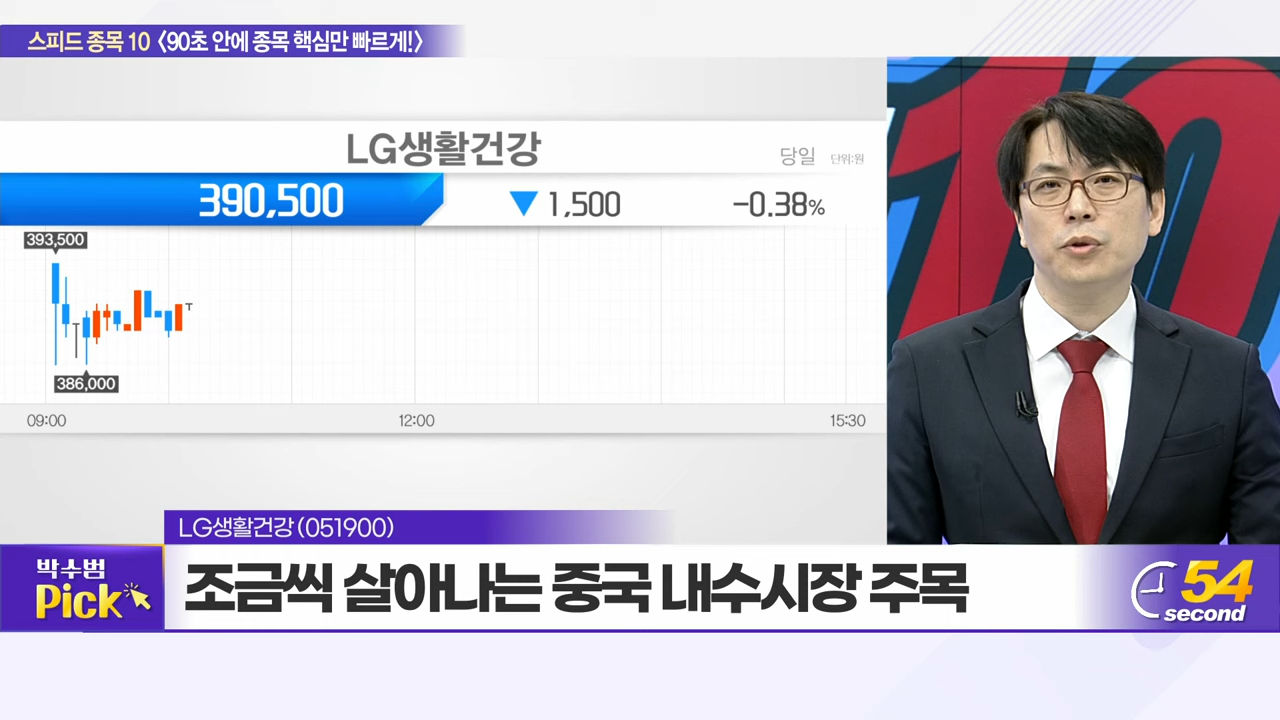 스피드 종목 10 〈90초 안에 종목 핵심만 빠르게!〉
LG생활건강
당일 단위:원
390,500 ▼ 1,500 -0.38%
393,500
386,000
09:00 12:00 15:30
LG생활건강 (051900)
박수범
Pick
조금씩 살아나는 중국 내수시장 주목
54
second
10